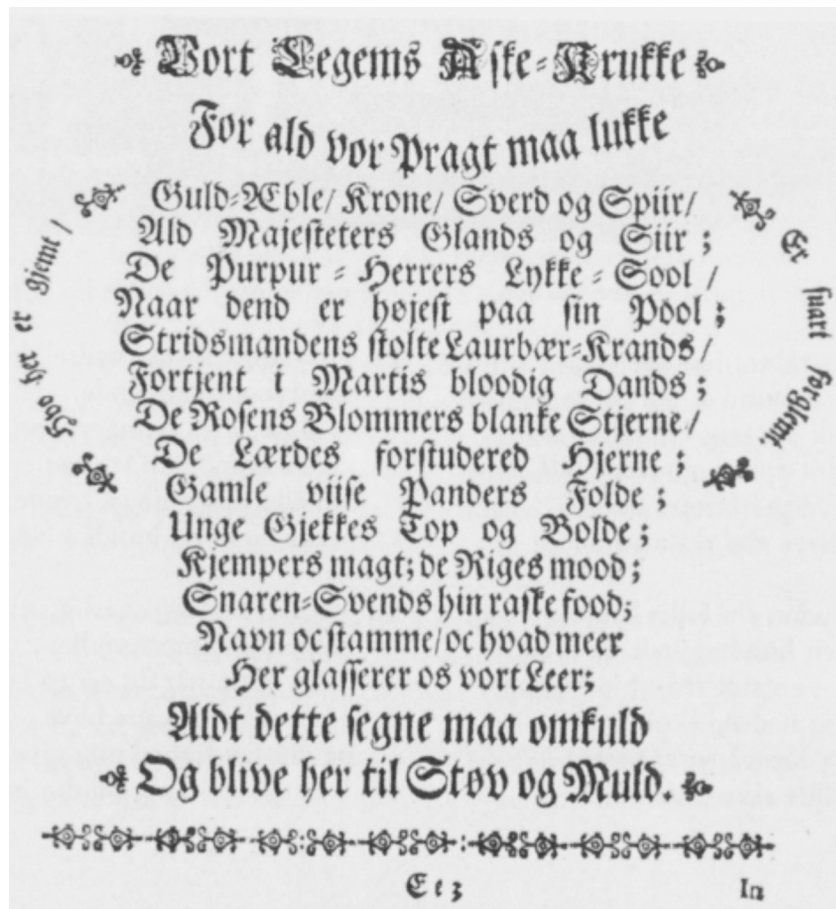 Vort Legems Aske-Krukke
For ald vor Pragt maa lukke
Guld-Æble/ Krone/ Sverd og Spiir/
Ald Majesteters Glands og Siir;
De Purpur-Herrers Lykke-Sool/
Naar dend er højest paa sin Pool;
Stridsmandens stolte Laurbær-Krands/
Fortjent i Martis bloodig Dands;
De Rosens Blommers blanke Stjerne/
De Lærdes forstudered Hjerne;
Gamle viise Panders Folde;
Unge Gjekkes Top og Bolde;
Kjempers magt; de Riges mood;
Snaren-Svends hin raske food;
Navn oc stamme/ oc hvad meer
Her glasserer os vort Leer;
Aldt dette segne maa omkuld
Og blive her til Støv og Muld.
Hvo her er gjemt/
Er snart forglemt.
Ee3
In